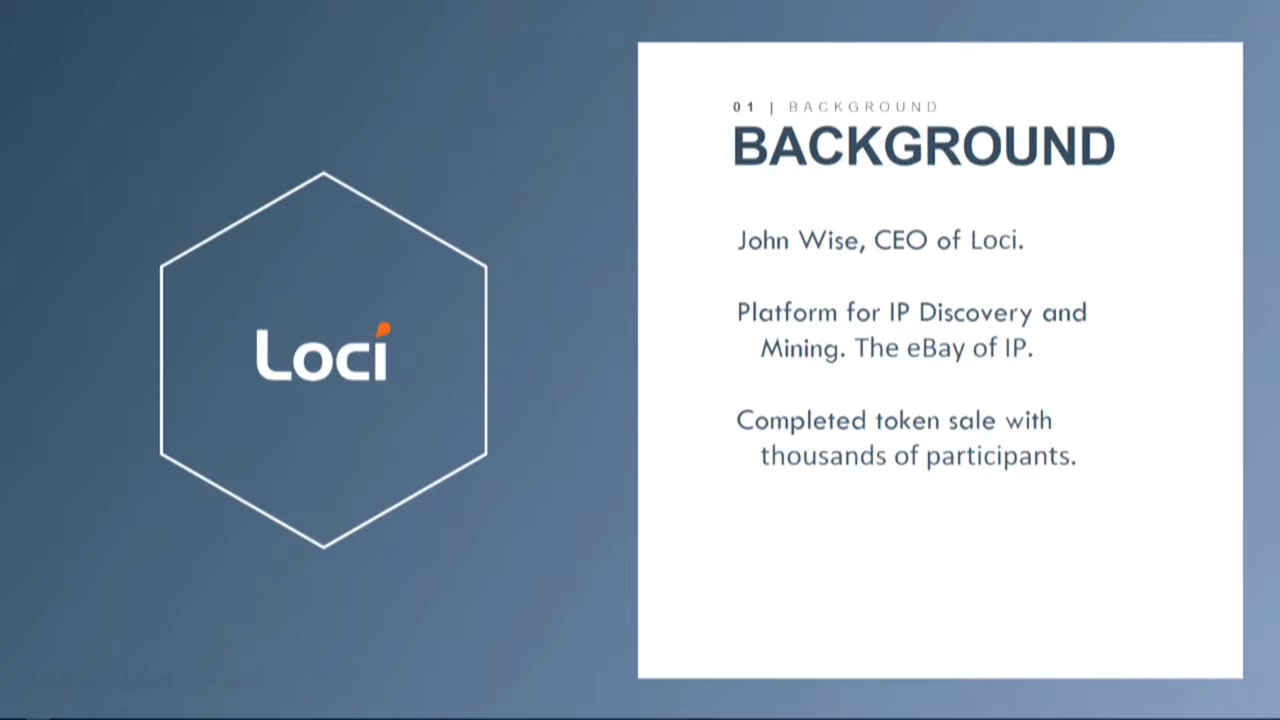 Loci
01 | BACKGROUND
BACKGROUND
John Wise, CEO of Loci.
Platform for IP Discovery and
Mining. The eBay of IP.
Completed token sale with
thousands of participants.